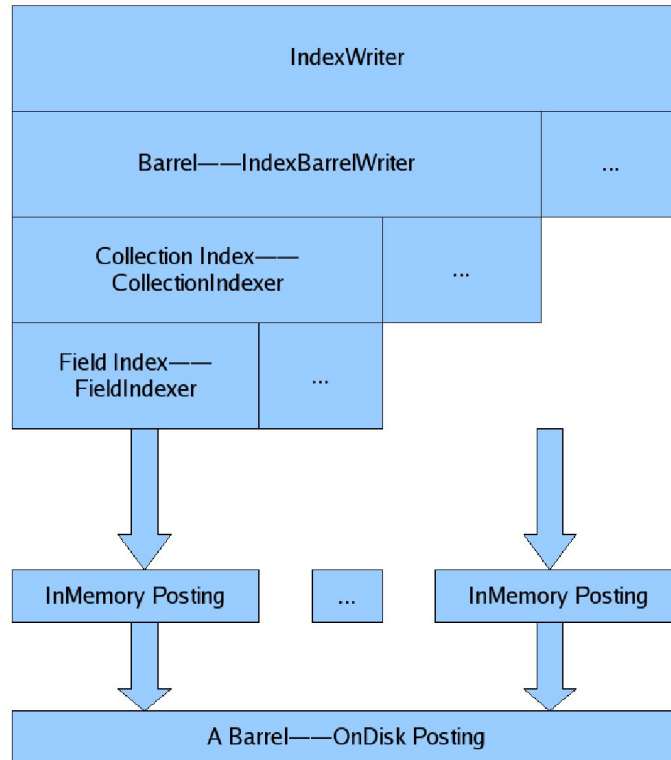 IndexWriter
Barrel——IndexBarrelWriter
...
Collection Index——
CollectionIndexer
...
Field Index——
FieldIndexer
...
InMemory Posting
...
InMemory Posting
A Barrel——OnDisk Posting